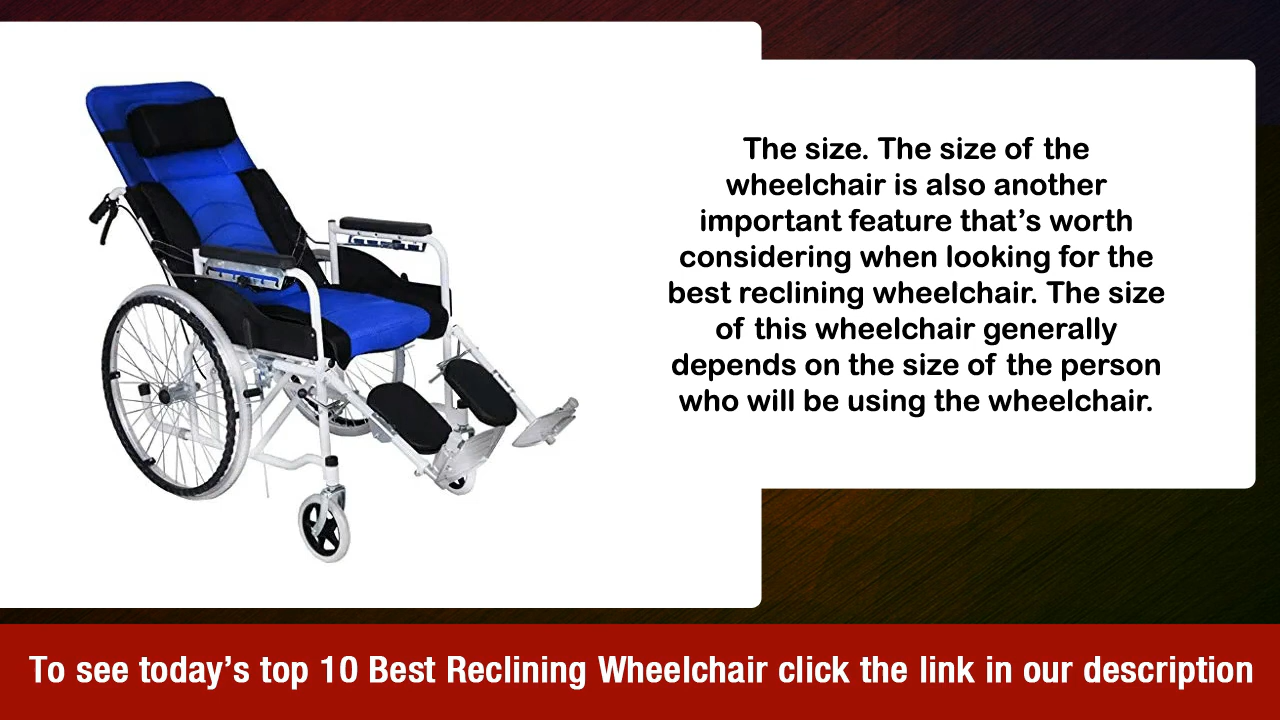 The size. The size of the
wheelchair is also another
important feature that’s worth
considering when looking for the
best reclining wheelchair. The size
of this wheelchair generally
depends on the size of the person
who will be using the wheelchair.
To see today’s top 10 Best Reclining Wheelchair click the link in our description